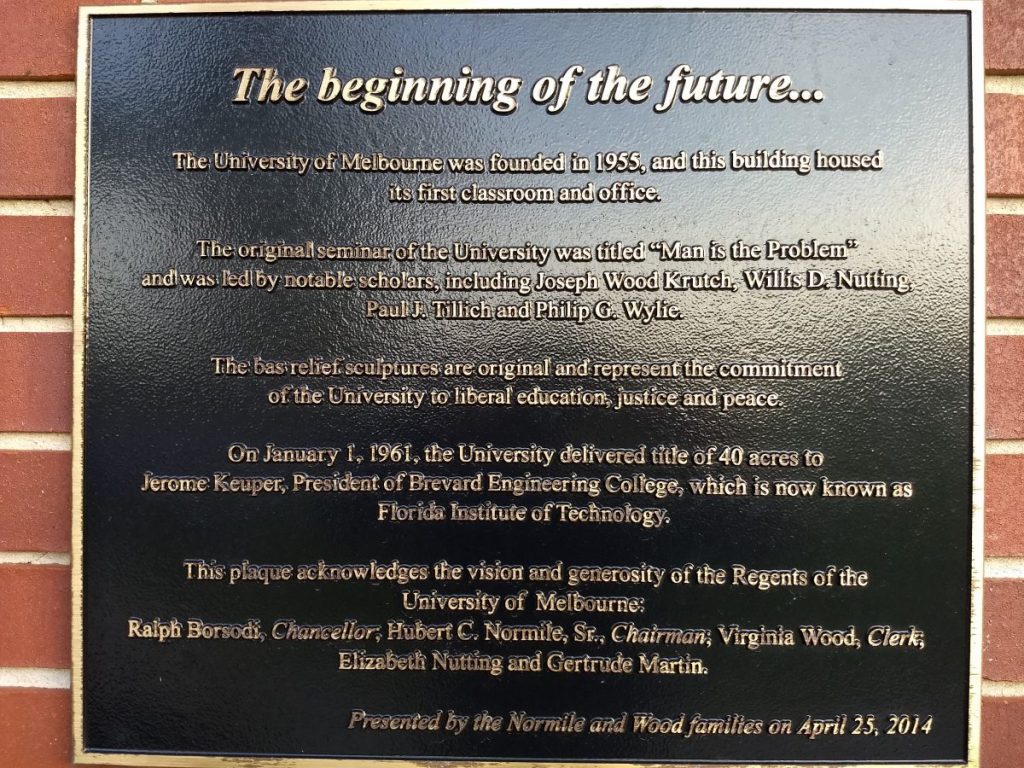 The beginning of the future...
The University of Melbourne was founded in 1955, and this building housed
its first classroom and office.
The original seminar of the University was titled “Man is the Problem”
and was led by notable scholars, including Joseph Wood Krutch, Willis D. Nutting,
Paul J. Tillich and Philip G. Wylie.
The bas relief sculptures are original and represent the commitment
of the University to liberal education, justice and peace.
On January 1, 1961, the University delivered title of 40 acres to
Jerome Keuper, President of Brevard Engineering College, which is now known as
Florida Institute of Technology.
This plaque acknowledges the vision and generosity of the Regents of the
University of Melbourne:
Ralph Borsodi, Chancellor; Hubert C. Normile, Sr., Chairman; Virginia Wood, Clerk;
Elizabeth Nutting and Gertrude Martin.
Presented by the Normile and Wood families on April 25, 2014